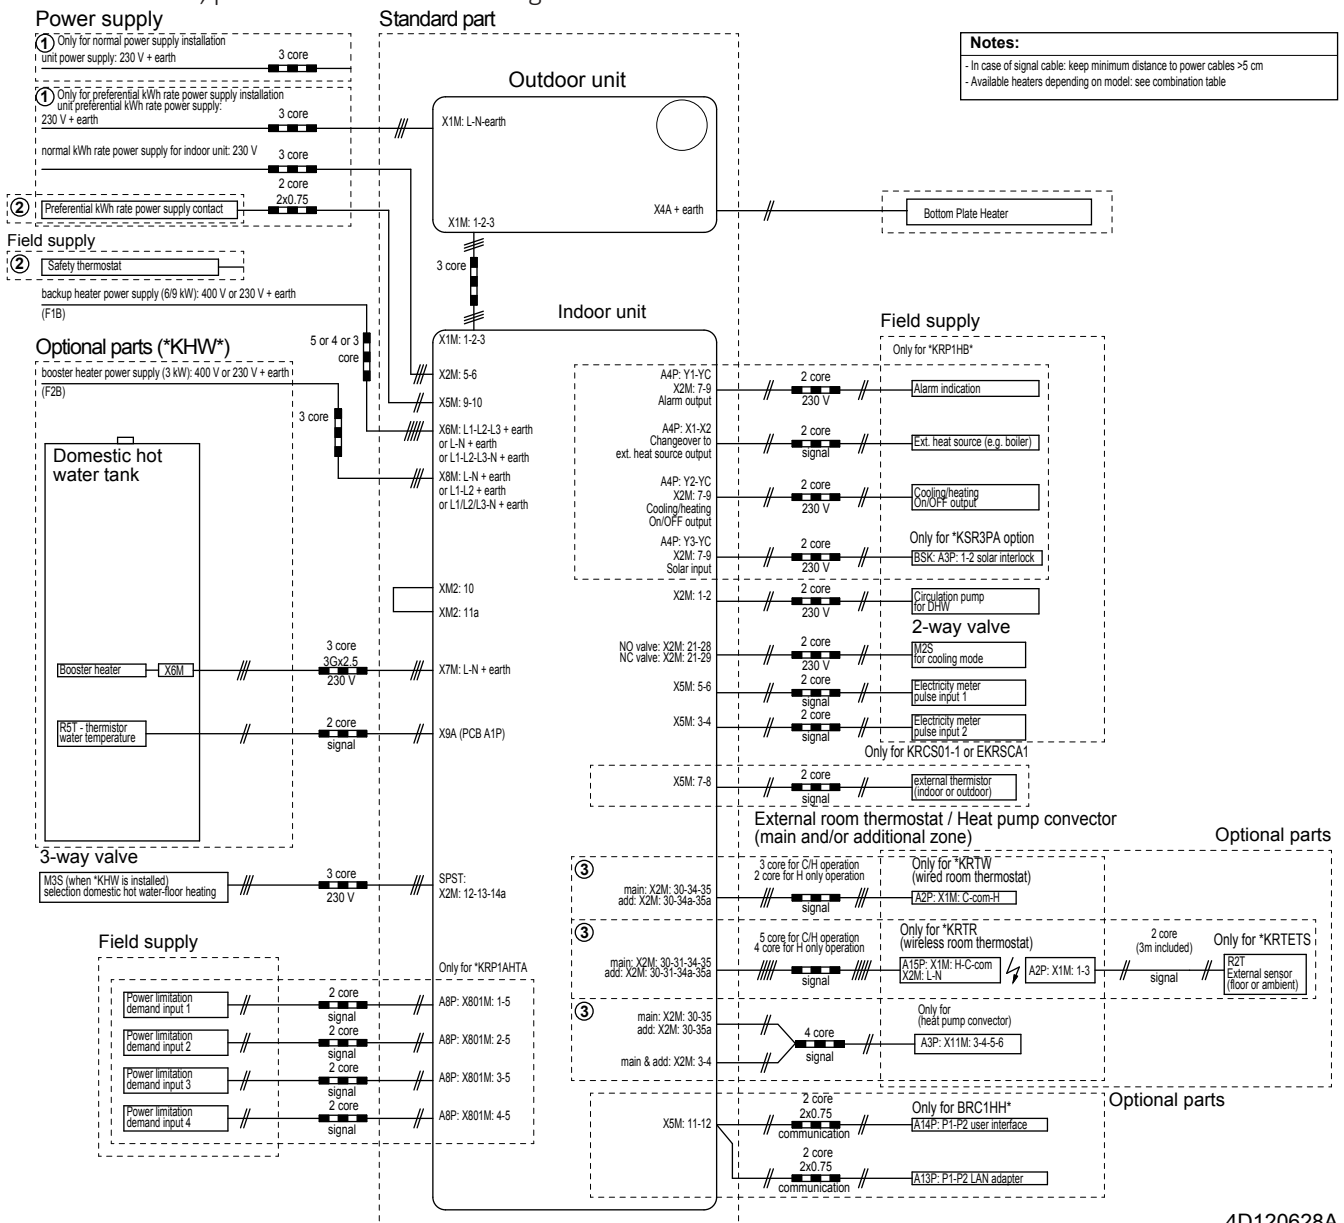 Power supply
① Only for normal power supply installation
unit power supply: 230 V + earth
3 core
① Only for preferential kWh rate power supply installation
unit preferential kWh rate power supply:
230 V + earth
3 core
normal kWh rate power supply for indoor unit: 230 V
3 core
2 core
2x0.75
② Preferential kWh rate power supply contact
Field supply
② Safety thermostat
backup heater power supply (6/9 kW): 400 V or 230 V + earth
(F1B)
5 or 4 or 3
core
Optional parts (*KHW*)
booster heater power supply (3 kW): 400 V or 230 V + earth
(F2B)
3 core
Domestic hot
water tank
Booster heater
X6M
3 core
3Gx2.5
230 V
R5T - thermistor
water temperature
2 core
signal
3-way valve
M3S (when *KHW is installed)
selection domestic hot water-floor heating
3 core
230 V
Field supply
Power limitation
demand input 1
2 core
signal
Power limitation
demand input 2
2 core
signal
Power limitation
demand input 3
2 core
signal
Power limitation
demand input 4
2 core
signal
Standard part
Outdoor unit
X1M: L-N-earth
X4A + earth
X1M: 1-2-3
3 core
Indoor unit
X1M: 1-2-3
X2M: 5-6
X5M: 9-10
X6M: L1-L2-L3 + earth
or L-N + earth
or L1-L2-L3-N + earth
X8M: L-N + earth
or L1-L2 + earth
or L1/L2/L3-N + earth
XM2: 10
XM2: 11a
X7M: L-N + earth
X9A (PCB A1P)
SPST:
X2M: 12-13-14a
Only for *KRP1AHTA
A8P: X801M: 1-5
A8P: X801M: 2-5
A8P: X801M: 3-5
A8P: X801M: 4-5
Notes:
- In case of signal cable: keep minimum distance to power cables >5 cm
- Available heaters depending on model: see combination table
Bottom Plate Heater
Field supply
Only for *KRP1HB*
A4P: Y1-YC
X2M: 7-9
Alarm output
2 core
230 V
Alarm indication
A4P: X1-X2
Changeover to
ext. heat source output
2 core
signal
Ext. heat source (e.g. boiler)
A4P: Y2-YC
X2M: 7-9
Cooling/heating
On/OFF output
2 core
230 V
Cooling/heating
On/OFF output
A4P: Y3-YC
X2M: 7-9
Solar input
2 core
230 V
Only for *KSR3PA option
BSK: A3P: 1-2 solar interlock
X2M: 1-2
2 core
230 V
Circulation pump
for DHW
2-way valve
NO valve: X2M: 21-28
NC valve: X2M: 21-29
2 core
230 V
M2S
for cooling mode
X5M: 5-6
2 core
signal
Electricity meter
pulse input 1
X5M: 3-4
2 core
signal
Electricity meter
pulse input 2
Only for KRCS01-1 or EKRSCA1
X5M: 7-8
2 core
signal
external thermistor
(indoor or outdoor)
External room thermostat / Heat pump convector
(main and/or additional zone)
Optional parts
③
main: X2M: 30-34-35
add: X2M: 30-34a-35a
3 core for C/H operation
2 core for H only operation
signal
Only for *KRTW
(wired room thermostat)
A2P: X1M: C-com-H
③
main: X2M: 30-31-34-35
add: X2M: 30-31-34a-35a
5 core for C/H operation
4 core for H only operation
signal
Only for *KRTR
(wireless room thermostat)
A15P: X1M: H-C-com
X2M: L-N
A2P: X1M: 1-3
2 core
(3m included)
signal
Only for *KRTETS
R2T
External sensor
(floor or ambient)
③
main: X2M: 30-35
add: X2M: 30-35a
main & add: X2M: 3-4
4 core
signal
Only for
(heat pump convector)
A3P: X11M: 3-4-5-6
Optional parts
X5M: 11-12
2 core
2x0.75
communication
Only for BRC1HH*
A14P: P1-P2 user interface
2 core
2x0.75
communication
A13P: P1-P2 LAN adapter
4D120628A